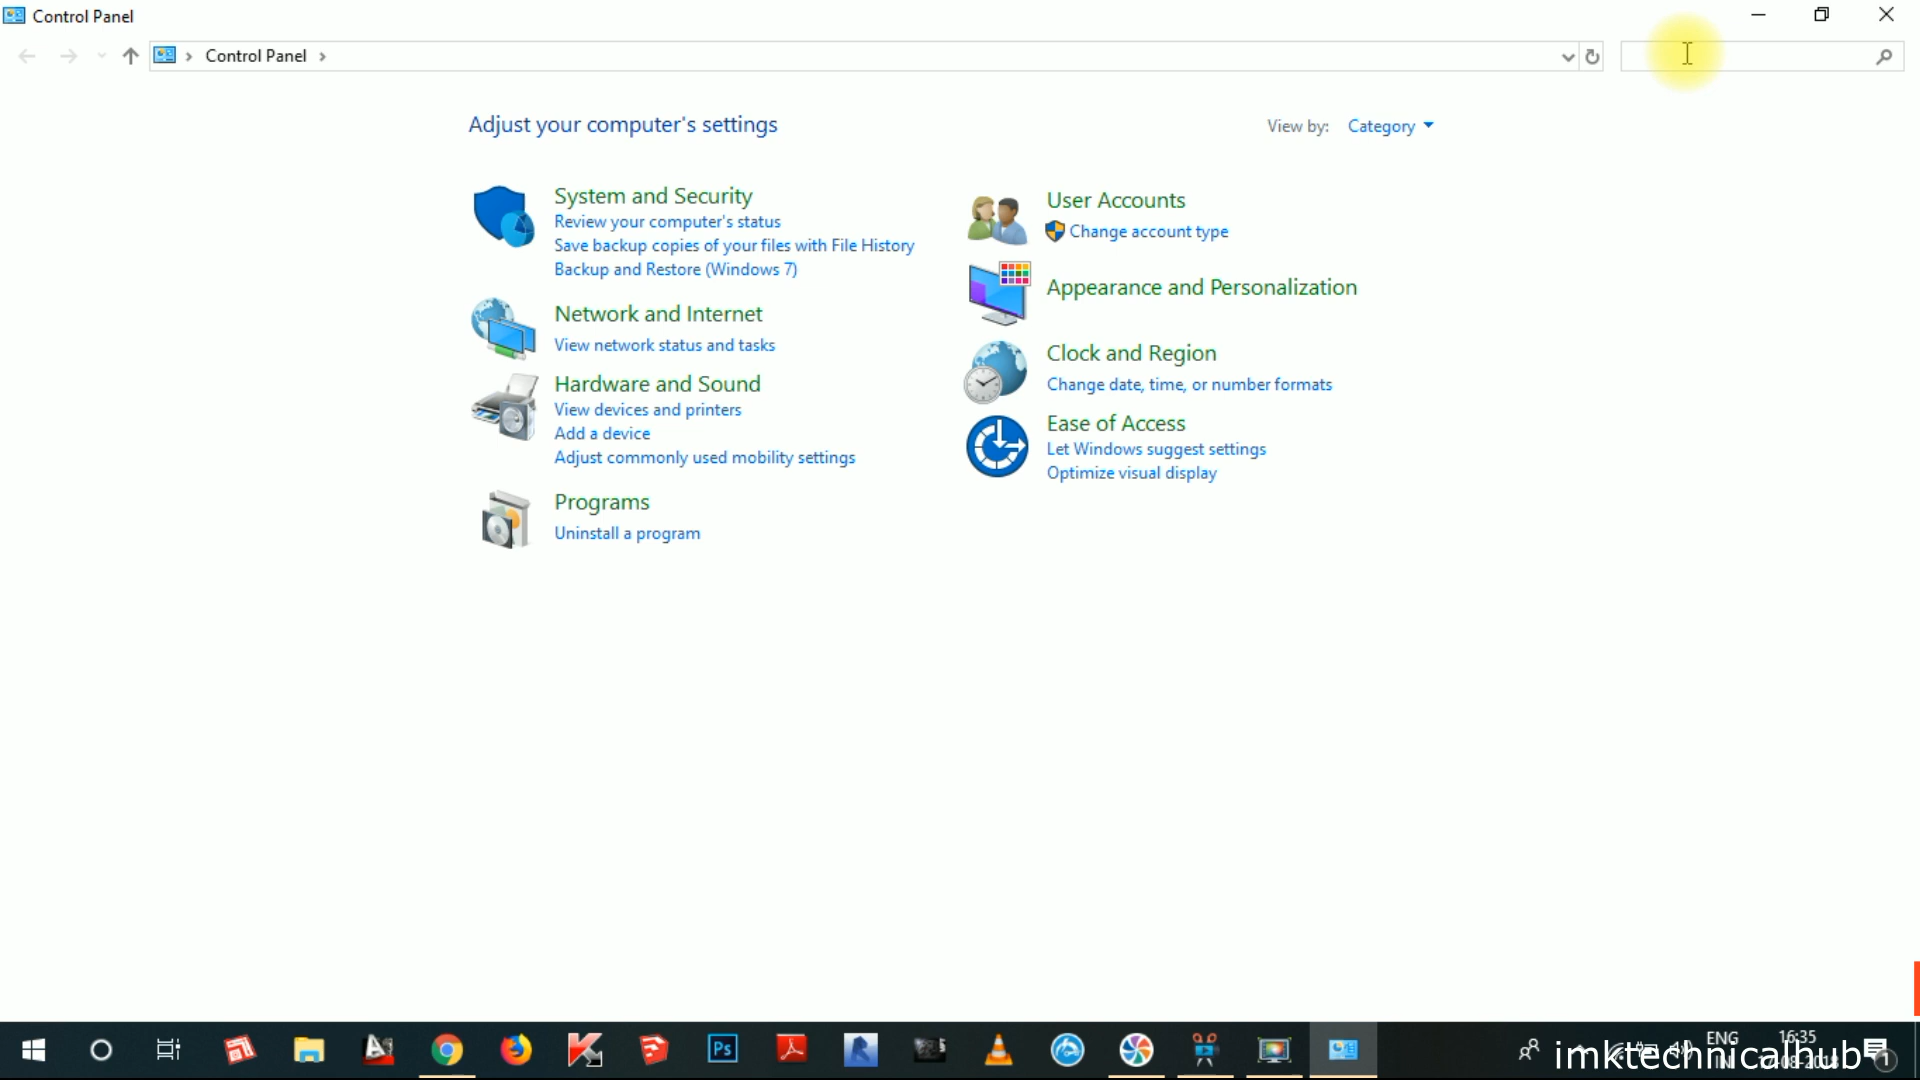 Control Panel
Control Panel
Adjust your computer's settings
View by: Category
System and Security
Review your computer's status
Save backup copies of your files with File History
Backup and Restore (Windows 7)
Network and Internet
View network status and tasks
Hardware and Sound
View devices and printers
Add a device
Adjust commonly used mobility settings
Programs
Uninstall a program
User Accounts
Change account type
Appearance and Personalization
Clock and Region
Change date, time, or number formats
Ease of Access
Let Windows suggest settings
Optimize visual display
Ps
ENG
16:35
imktechnicalhub
1